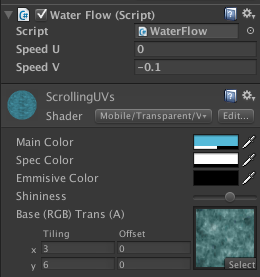 Water Flow (Script)
Script WaterFlow
Speed U 0
Speed V -0.1
ScrollingUVs
Shader Mobile/Transparent/V Edit...
Main Color
Spec Color
Emmisive Color
Shininess
Base (RGB) Trans (A)
Tiling Offset
x 3 0
y 6 0
Select